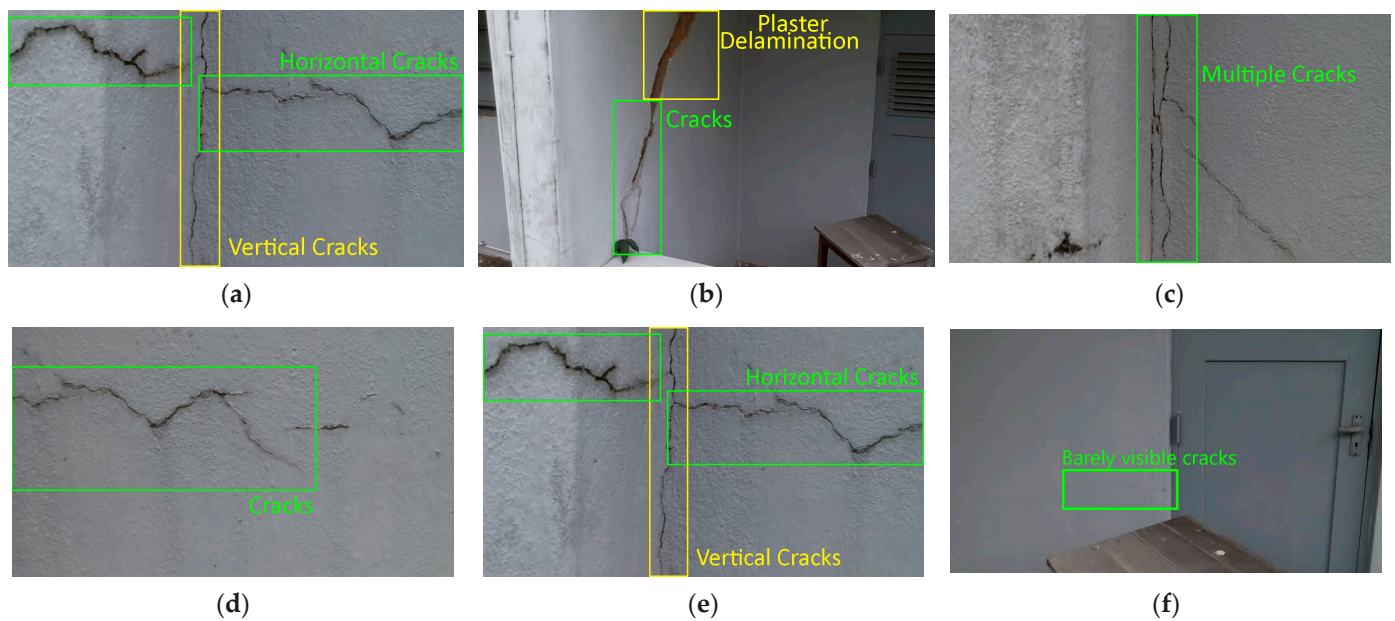 Horizontal Cracks
Vertical Cracks
(a)
Plaster
Delamination
Cracks
(b)
Multiple Cracks
(c)
Cracks
(d)
Horizontal Cracks
Vertical Cracks
(e)
Barely visible cracks
(f)